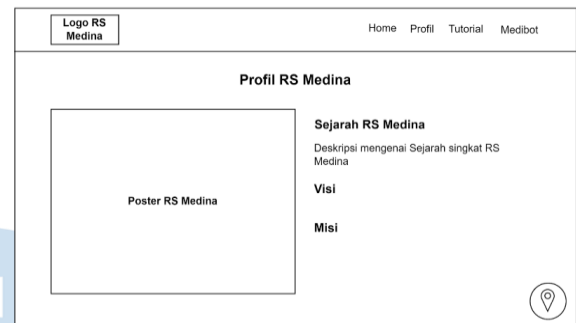 Logo RS
Medina
Home Profil Tutorial Medibot
Profil RS Medina
Poster RS Medina
Sejarah RS Medina
Deskripsi mengenai Sejarah singkat RS
Medina
Visi
Misi